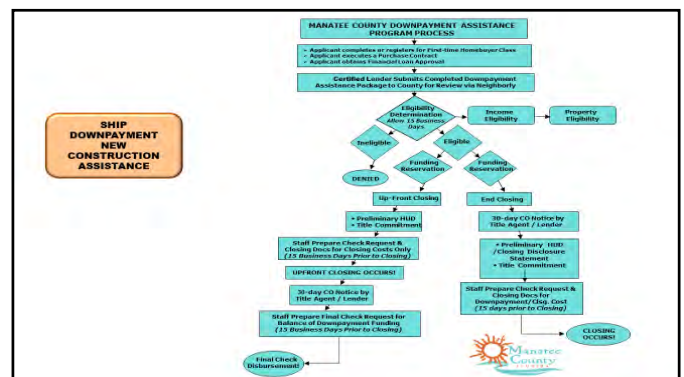 MANATEE COUNTY DOWNPAYMENT ASSISTANCE
PROGRAM PROCESS
Applicant completes or registers for First-time Homebuyer Class
Applicant executes a Purchase Contract
Applicant obtains Financial Loan Approval
Certified Lender Submits Completed Downpayment
Assistance Package to County for Review via Neighborly
SHIP
DOWNPAYMENT
NEW
CONSTRUCTION
ASSISTANCE
Eligibility
Determination
Allow 15 Business
Days
Income
Eligibility
Property
Eligibility
Ineligible
Eligible
DENIED
Funding
Reservation
Funding
Reservation
Up-Front Closing
End Closing
• Preliminary HUD
• Title Commitment
30-day CO Notice by
Title Agent / Lender
Staff Prepare Check Request &
Closing Docs for Closing Costs Only
(15 Business Days Prior to Closing)
• Preliminary HUD
/Closing Disclosure
Statement
• Title Commitment
UPFRONT CLOSING OCCURS!
30-day CO Notice by
Title Agent / Lender
Staff Prepare Check Request &
Closing Docs for
Downpayment/Clsg. Cost
(15 days prior to Closing)
Staff Prepare Final Check Request for
Balance of Downpayment Funding
(15 Business Days Prior to Closing)
CLOSING
OCCURS!
Final Check
Disbursement!
Manatee
County
FLORIDA